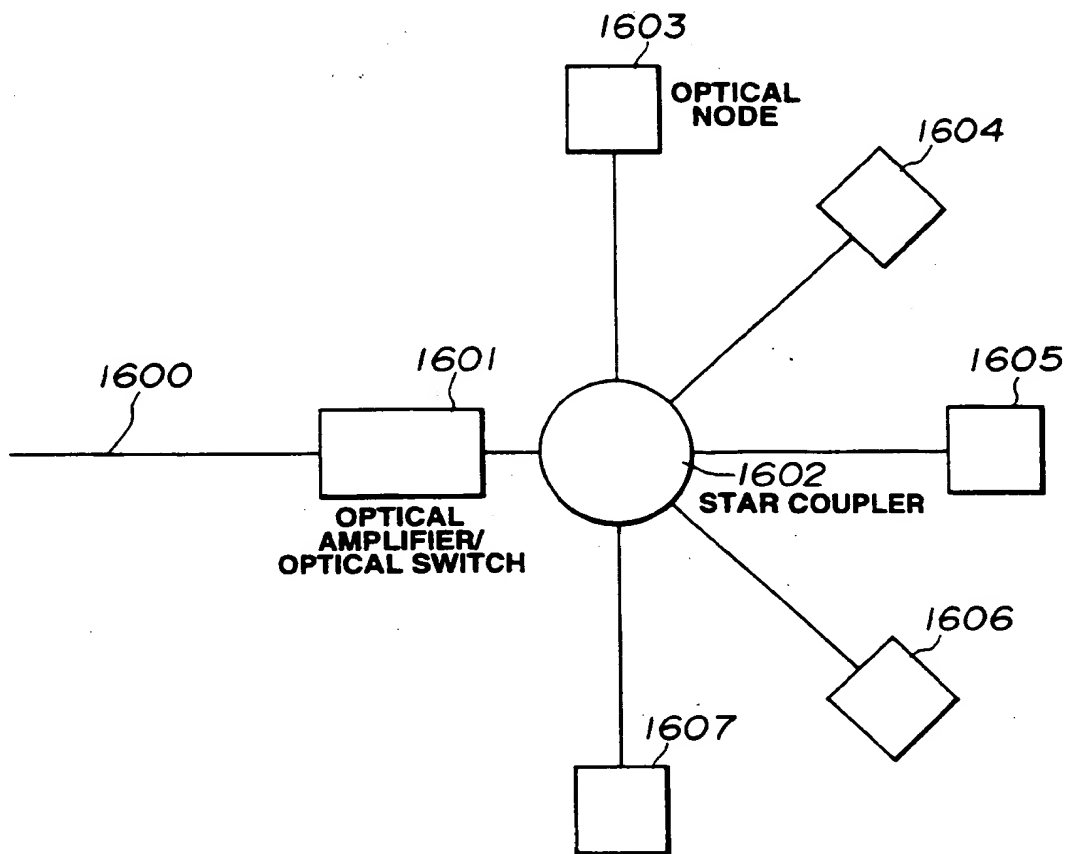 1603
OPTICAL
NODE
1604
1600
1601
1605
1602
STAR COUPLER
OPTICAL
AMPLIFIER/
OPTICAL SWITCH
1606
1607